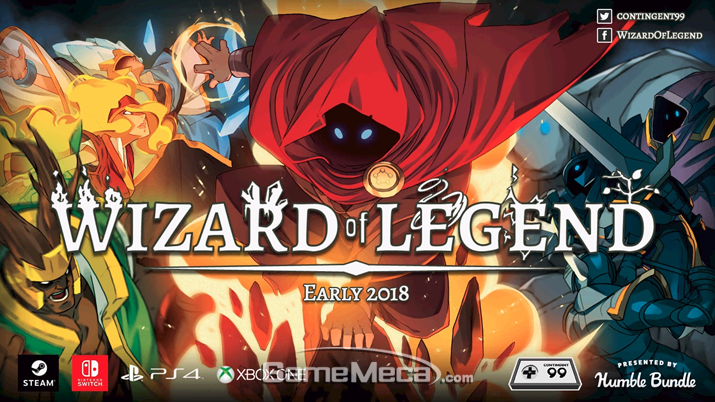 CONTINGENT99
WIZARDOFLEGEND
WIZARD of LEGEND
EARLY 2018
STEAM
NINTENDO SWITCH
PS4
XBOX ONE
GameMeca.com
CONTINGENT 99
PRESENTED BY
Humble Bundle